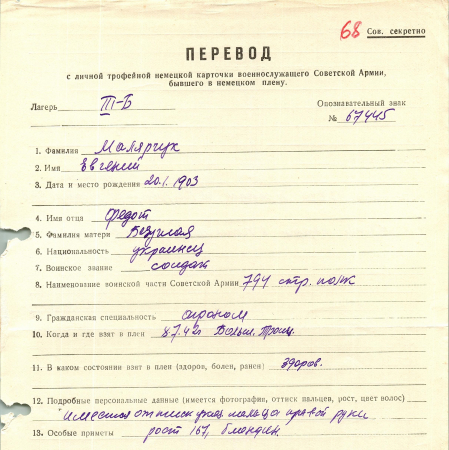 68 Сов. секретно
ПЕРЕВОД
с личной трофейной немецкой карточки военнослужащего Советской Армии,
бывшего в немецком плену.
Лагерь III-Б Опознавательный знак
№ 67445
1. Фамилия Малярчук
2. Имя Евгений
3. Дата и место рождения 20.1.1903
4. Имя отца Федот
5. Фамилия матери
6. Национальность украинец
7. Воинское звание солдат
8. Наименование воинской части Советской Армии 794 стр. полк
9. Гражданская специальность агроном
10. Когда и где взят в плен 8.7.42г Больш. Троиц.
11. В каком состоянии взят в плен (здоров, болен, ранен) здоров.
12. Подробные персональные данные (имеется фотография, оттиск пальцев, рост, цвет волос)
имеется оттиск указ. пальца правой руки
13. Особые приметы рост 167, блондин.